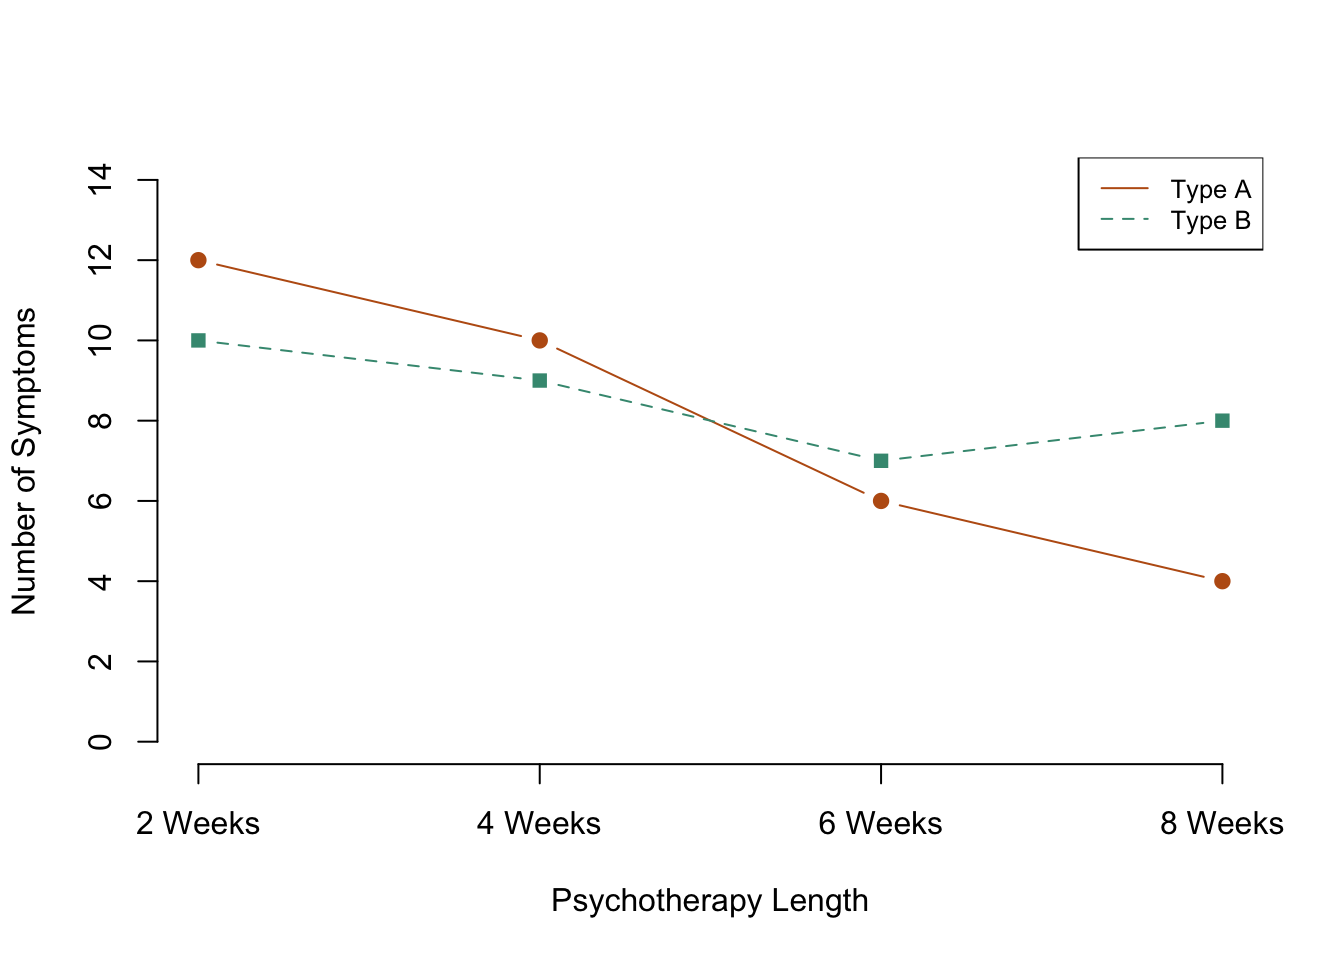 Type A
Type B
14
12
10
8
6
4
2
0
Number of Symptoms
2 Weeks
4 Weeks
6 Weeks
8 Weeks
Psychotherapy Length